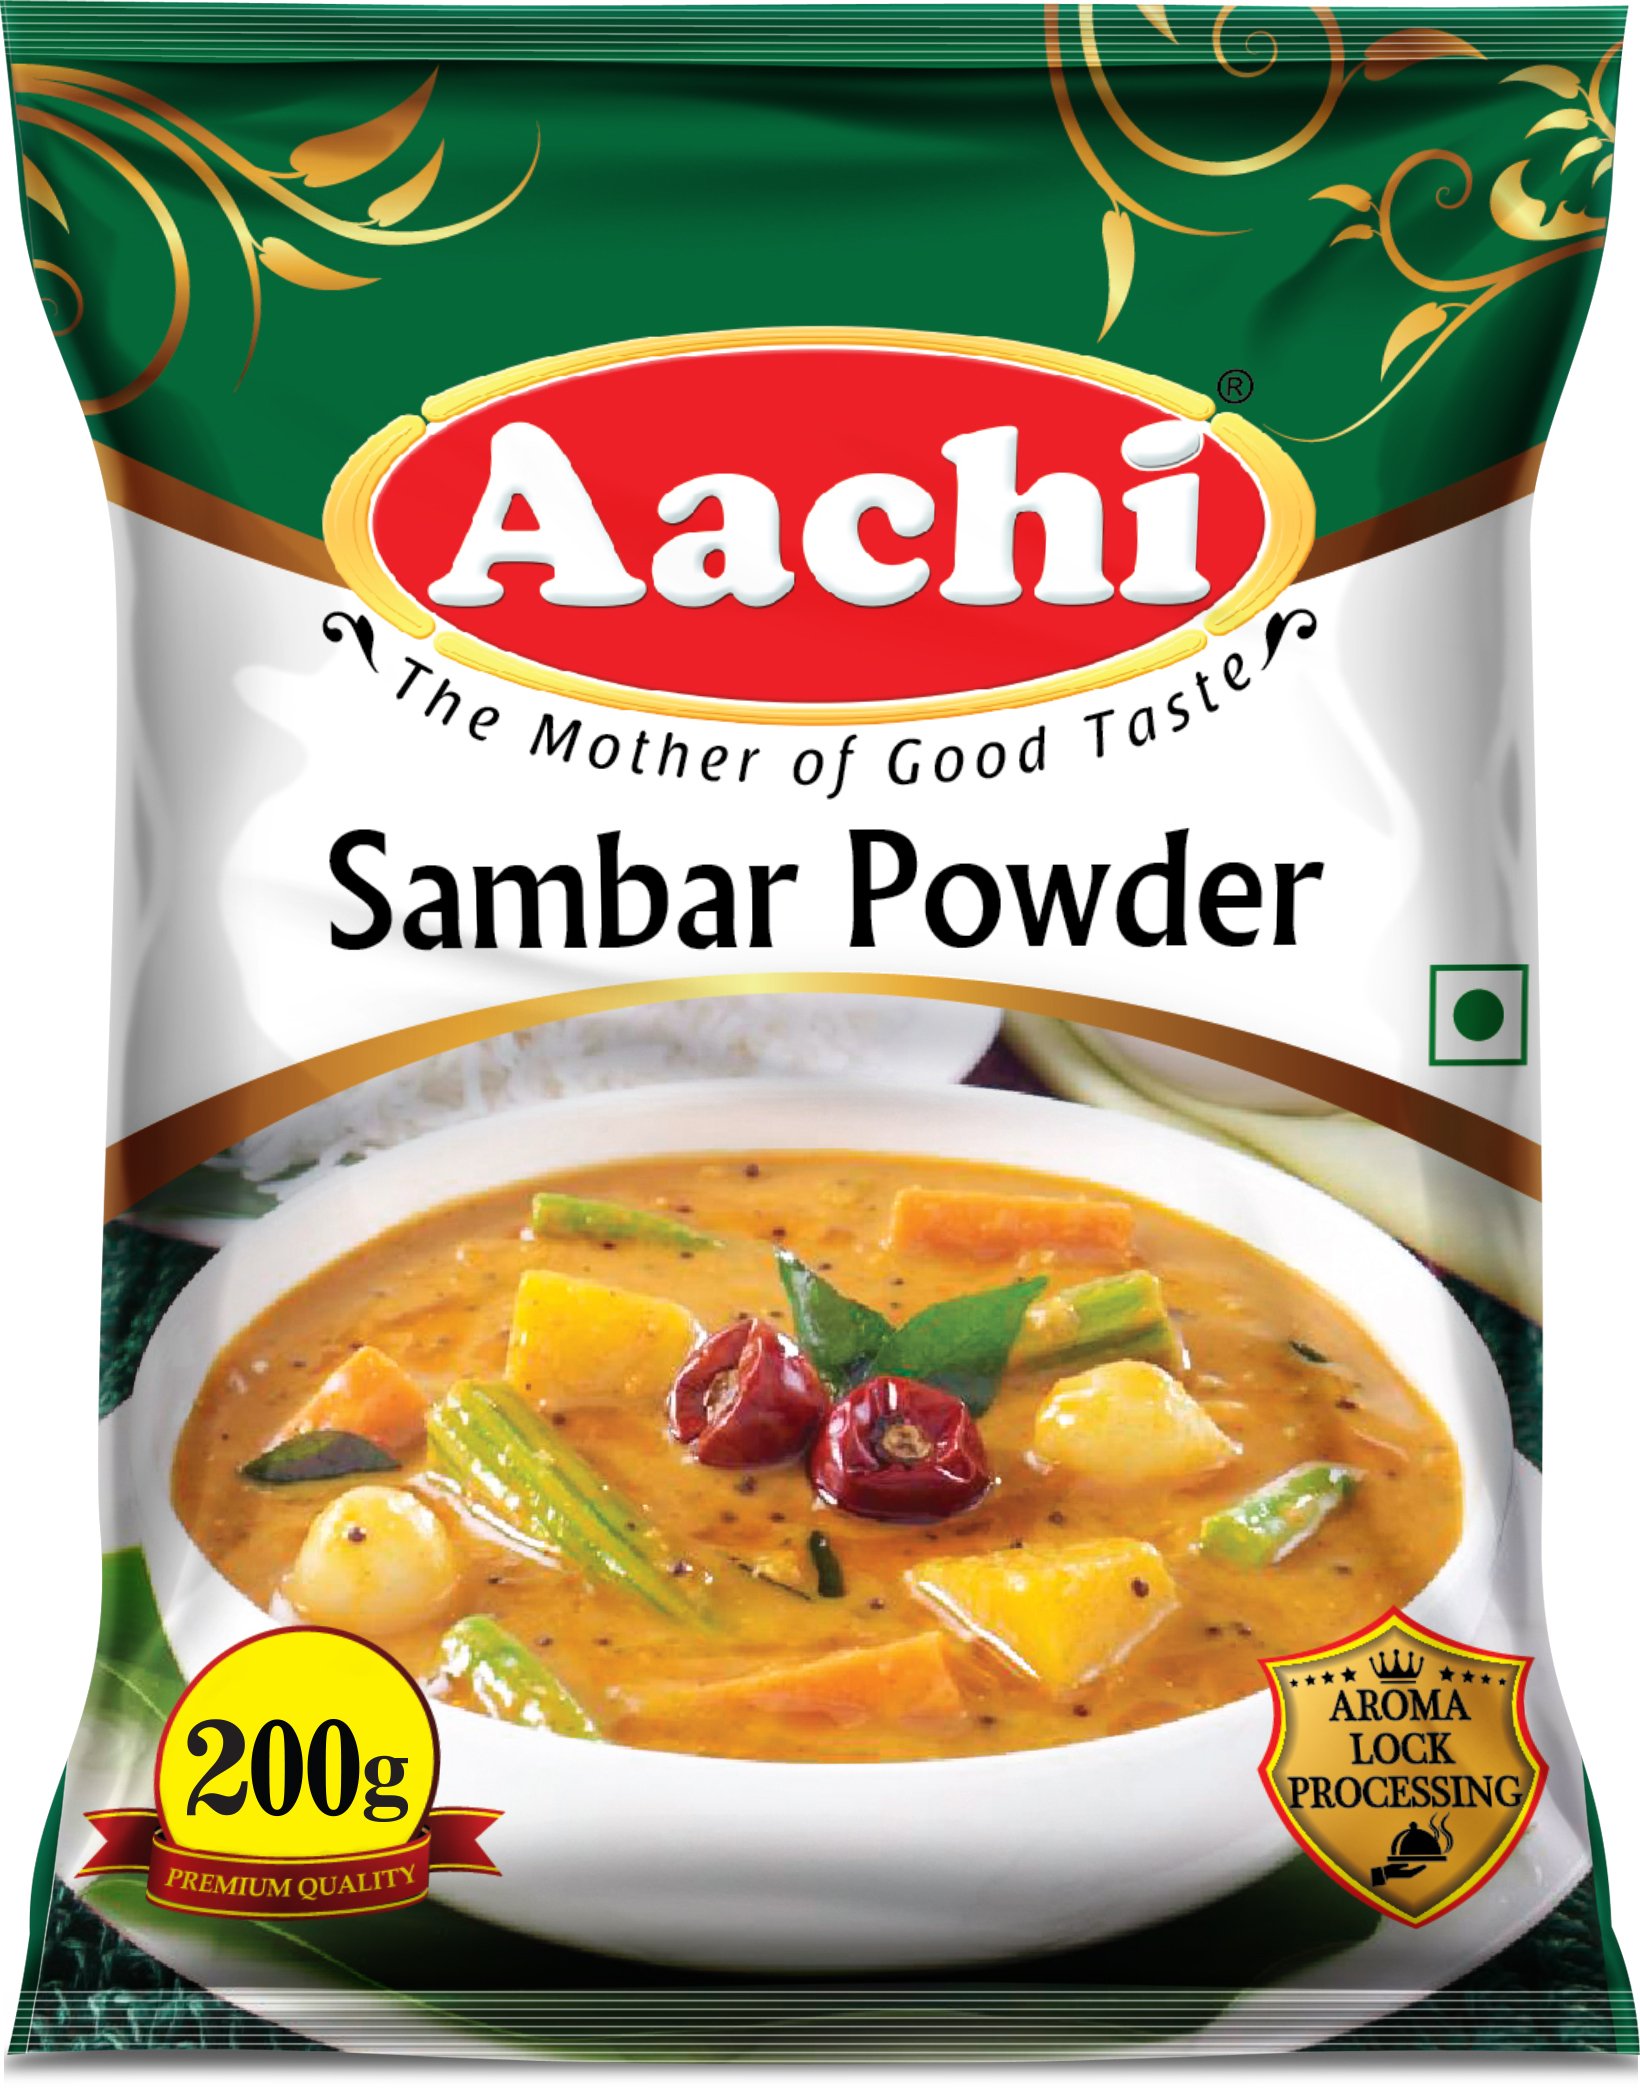 Aachi
®
The Mother of Good Taste
Sambar Powder
200g
PREMIUM QUALITY
AROMA
LOCK
PROCESSING